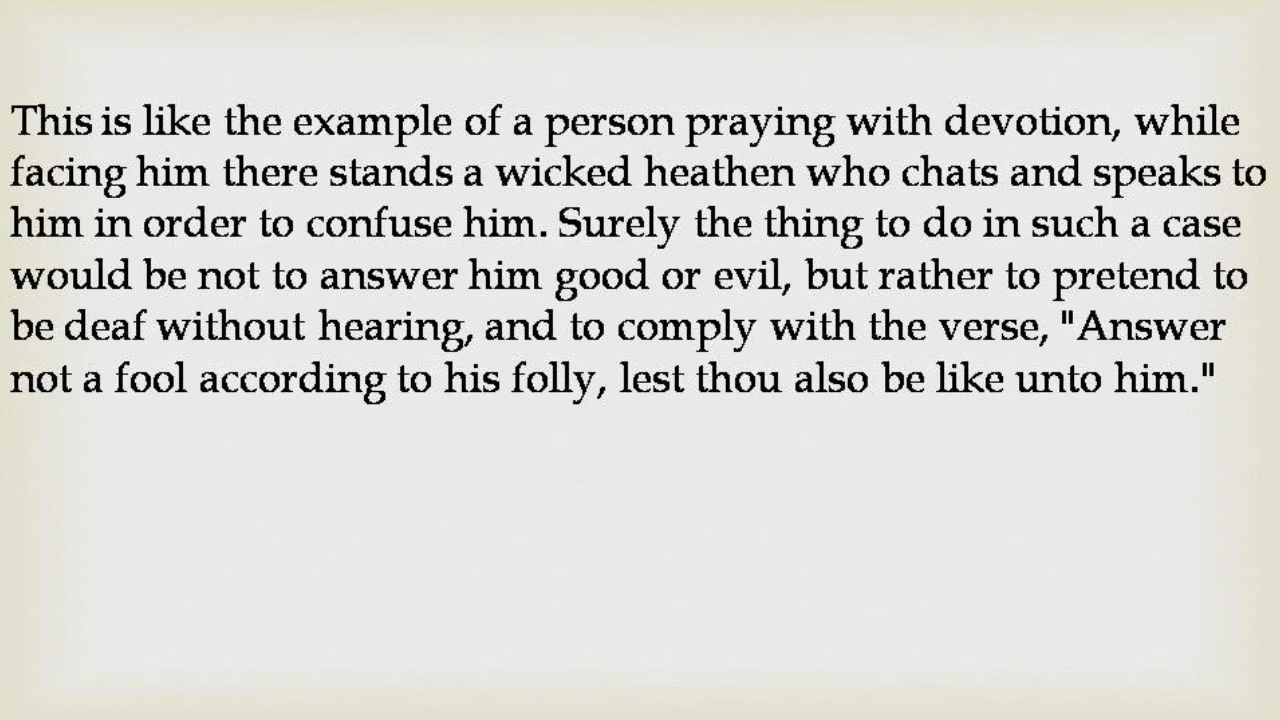 This is like the example of a person praying with devotion, while
facing him there stands a wicked heathen who chats and speaks to
him in order to confuse him. Surely the thing to do in such a case
would be not to answer him good or evil, but rather to pretend to
be deaf without hearing, and to comply with the verse, "Answer
not a fool according to his folly, lest thou also be like unto him."